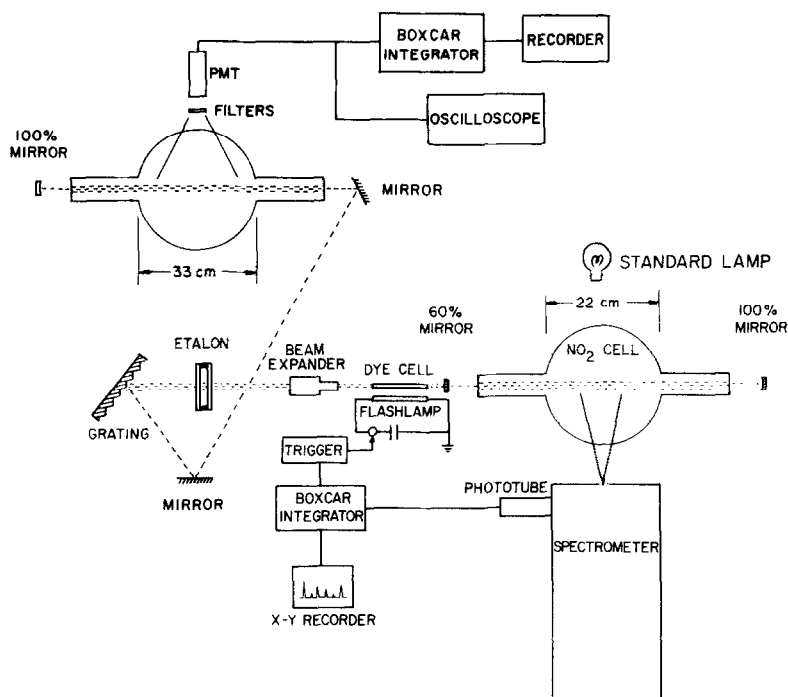 BOXCAR
INTEGRATOR
RECORDER
PMT
FILTERS
OSCILLOSCOPE
100%
MIRROR
MIRROR
33 cm
STANDARD LAMP
22 cm
60%
MIRROR
100%
MIRROR
NO2 CELL
ETALON
BEAM
EXPANDER
DYE CELL
GRATING
FLASHLAMP
TRIGGER
MIRROR
BOXCAR
INTEGRATOR
PHOTOTUBE
SPECTROMETER
X-Y RECORDER